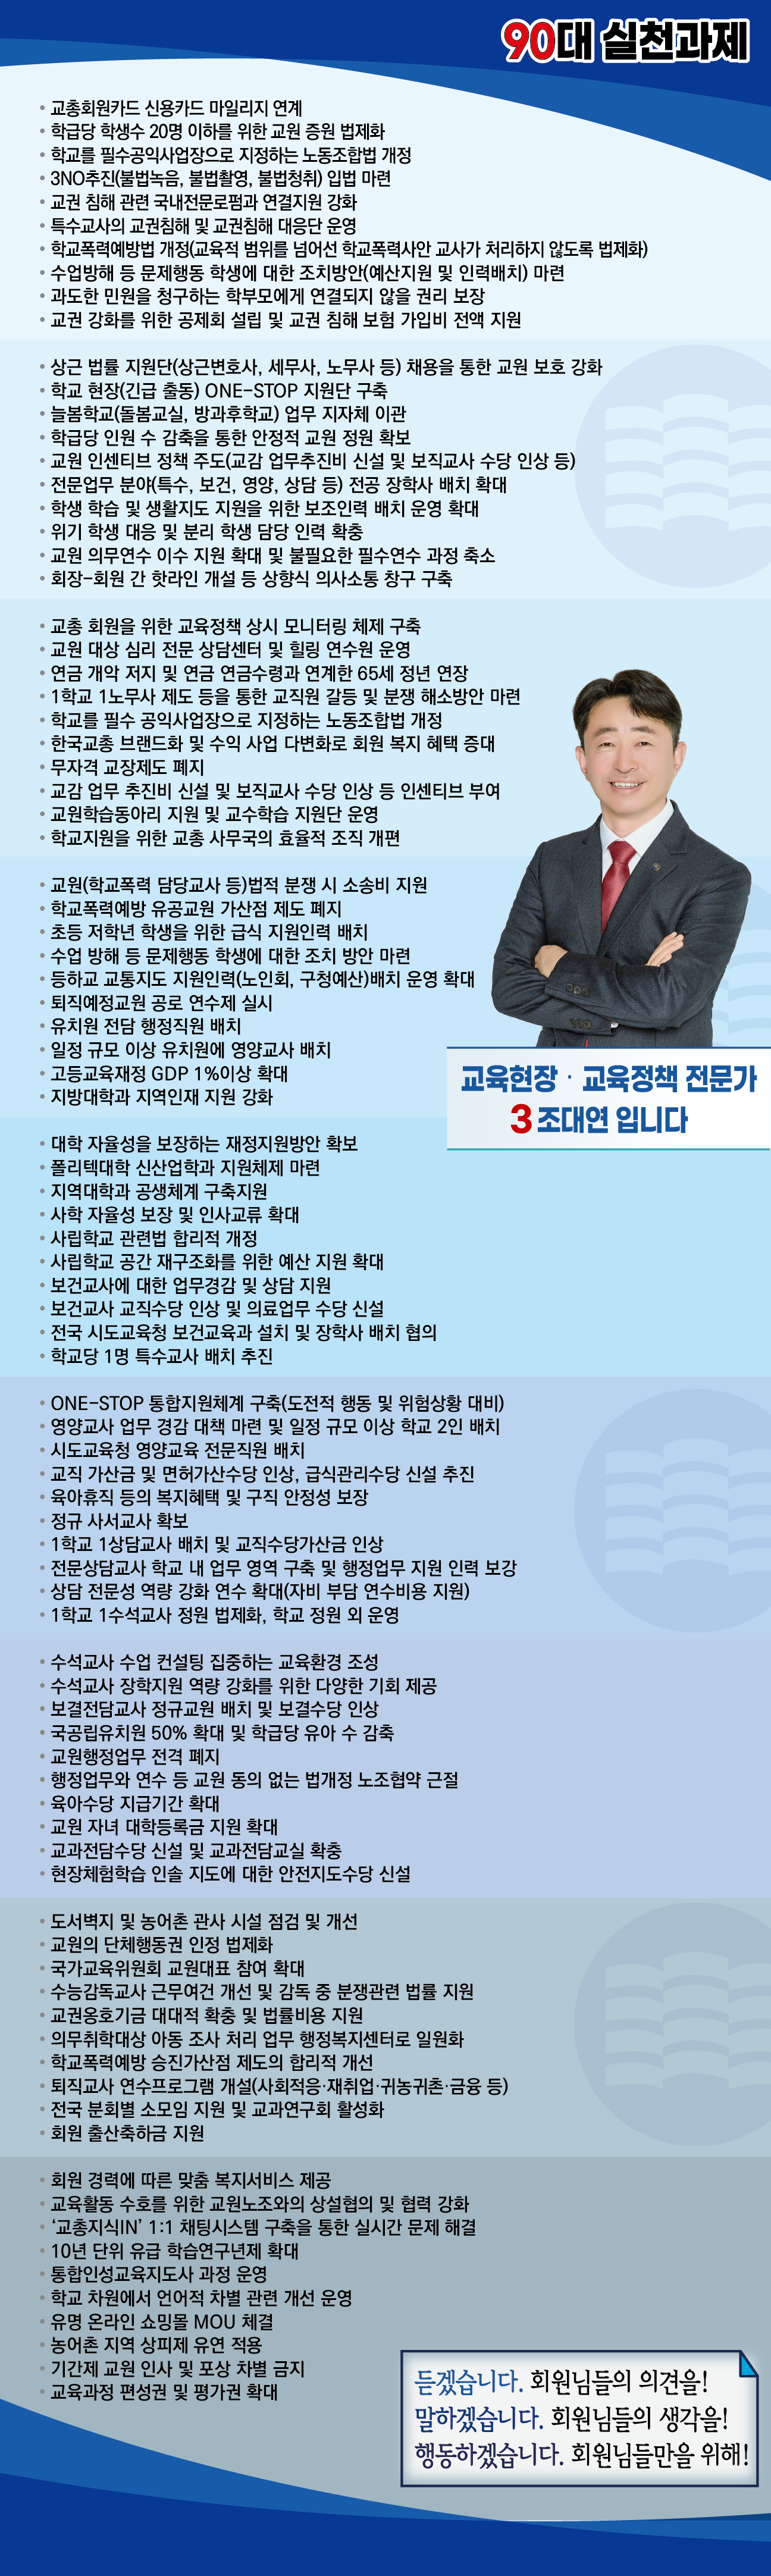 90대 실천과제
• 교총회원카드 신용카드 마일리지 연계
• 학급당 학생수 20명 이하를 위한 교원 증원 법제화
• 학교를 필수공익사업장으로 지정하는 노동조합법 개정
• 3NO추진(불법녹음, 불법촬영, 불법청취) 입법 마련
• 교권 침해 관련 국내전문로펌과 연결지원 강화
• 특수교사의 교권침해 및 교권침해 대응단 운영
• 학교폭력예방법 개정(교육적 범위를 넘어선 학교폭력사안 교사가 처리하지 않도록 법제화)
• 수업방해 등 문제행동 학생에 대한 조치방안(예산지원 및 인력배치) 마련
• 과도한 민원을 청구하는 학부모에게 연결되지 않을 권리 보장
• 교권 강화를 위한 공제회 설립 및 교권 침해 보험 가입비 전액 지원
• 상근 법률 지원단(상근변호사, 세무사, 노무사 등) 채용을 통한 교원 보호 강화
• 학교 현장(긴급 출동) ONE-STOP 지원단 구축
• 늘봄학교(돌봄교실, 방과후학교) 업무 지자체 이관
• 학급당 인원 수 감축을 통한 안정적 교원 정원 확보
• 교원 인센티브 정책 주도(교감 업무추진비 신설 및 보직교사 수당 인상 등)
• 전문업무 분야(특수, 보건, 영양, 상담 등) 전공 장학사 배치 확대
• 학생 학습 및 생활지도 지원을 위한 보조인력 배치 운영 확대
• 위기 학생 대응 및 분리 학생 담당 인력 확충
• 교원 의무연수 이수 지원 확대 및 불필요한 필수연수 과정 축소
• 회장-회원 간 핫라인 개설 등 상향식 의사소통 창구 구축
• 교총 회원을 위한 교육정책 상시 모니터링 체제 구축
• 교원 대상 심리 전문 상담센터 및 힐링 연수원 운영
• 연금 개악 저지 및 연금 연금수령과 연계한 65세 정년 연장
• 1학교 1노무사 제도 등을 통한 교직원 갈등 및 분쟁 해소방안 마련
• 학교를 필수 공익사업장으로 지정하는 노동조합법 개정
• 한국교총 브랜드화 및 수익 사업 다변화로 회원 복지 혜택 증대
• 무자격 교장제도 폐지
• 교감 업무 추진비 신설 및 보직교사 수당 인상 등 인센티브 부여
• 교원학습동아리 지원 및 교수학습 지원단 운영
• 학교지원을 위한 교총 사무국의 효율적 조직 개편
• 교원(학교폭력 담당교사 등)법적 분쟁 시 소송비 지원
• 학교폭력예방 유공교원 가산점 제도 폐지
• 초등 저학년 학생을 위한 급식 지원인력 배치
• 수업 방해 등 문제행동 학생에 대한 조치 방안 마련
• 등하교 교통지도 지원인력(노인회, 구청예산)배치 운영 확대
• 퇴직예정교원 공로 연수제 실시
• 유치원 전담 행정직원 배치
• 일정 규모 이상 유치원에 영양교사 배치
• 고등교육재정 GDP 1%이상 확대
• 지방대학과 지역인재 지원 강화
교육현장 · 교육정책 전문가
3 조대연 입니다
• 대학 자율성을 보장하는 재정지원방안 확보
• 폴리텍대학 신산업학과 지원체제 마련
• 지역대학과 공생체계 구축지원
• 사학 자율성 보장 및 인사교류 확대
• 사립학교 관련법 합리적 개정
• 사립학교 공간 재구조화를 위한 예산 지원 확대
• 보건교사에 대한 업무경감 및 상담 지원
• 보건교사 교직수당 인상 및 의료업무 수당 신설
• 전국 시도교육청 보건교육과 설치 및 장학사 배치 협의
• 학교당 1명 특수교사 배치 추진
• ONE-STOP 통합지원체계 구축(도전적 행동 및 위험상황 대비)
• 영양교사 업무 경감 대책 마련 및 일정 규모 이상 학교 2인 배치
• 시도교육청 영양교육 전문직원 배치
• 교직 가산금 및 면허가산수당 인상, 급식관리수당 신설 추진
• 육아휴직 등의 복지혜택 및 구직 안정성 보장
• 정규 사서교사 확보
• 1학교 1상담교사 배치 및 교직수당가산금 인상
• 전문상담교사 학교 내 업무 영역 구축 및 행정업무 지원 인력 보강
• 상담 전문성 역량 강화 연수 확대(자비 부담 연수비용 지원)
• 1학교 1수석교사 정원 법제화, 학교 정원 외 운영
• 수석교사 수업 컨설팅 집중하는 교육환경 조성
• 수석교사 장학지원 역량 강화를 위한 다양한 기회 제공
• 보결전담교사 정규교원 배치 및 보결수당 인상
• 국공립유치원 50% 확대 및 학급당 유아 수 감축
• 교원행정업무 전격 폐지
• 행정업무와 연수 등 교원 동의 없는 법개정 노조협약 근절
• 육아수당 지급기간 확대
• 교원 자녀 대학등록금 지원 확대
• 교과전담수당 신설 및 교과전담교실 확충
• 현장체험학습 인솔 지도에 대한 안전지도수당 신설
• 도서벽지 및 농어촌 관사 시설 점검 및 개선
• 교원의 단체행동권 인정 법제화
• 국가교육위원회 교원대표 참여 확대
• 수능감독교사 근무여건 개선 및 감독 중 분쟁관련 법률 지원
• 교권옹호기금 대대적 확충 및 법률비용 지원
• 의무취학대상 아동 조사 처리 업무 행정복지센터로 일원화
• 학교폭력예방 승진가산점 제도의 합리적 개선
• 퇴직교사 연수프로그램 개설(사회적응·재취업·귀농귀촌·금융 등)
• 전국 분회별 소모임 지원 및 교과연구회 활성화
• 회원 출산축하금 지원
• 회원 경력에 따른 맞춤 복지서비스 제공
• 교육활동 수호를 위한 교원노조와의 상설협의 및 협력 강화
• ‘교총지식IN’ 1:1 채팅시스템 구축을 통한 실시간 문제 해결
• 10년 단위 유급 학습연구년제 확대
• 통합인성교육지도사 과정 운영
• 학교 차원에서 언어적 차별 관련 개선 운영
• 유명 온라인 쇼밍몰 MOU 체결
• 농어촌 지역 상피제 유연 적용
• 기간제 교원 인사 및 포상 차별 금지
• 교육과정 편성권 및 평가권 확대
듣겠습니다. 회원님들의 의견을!
말하겠습니다. 회원님들의 생각을!
행동하겠습니다. 회원님들만을 위해!